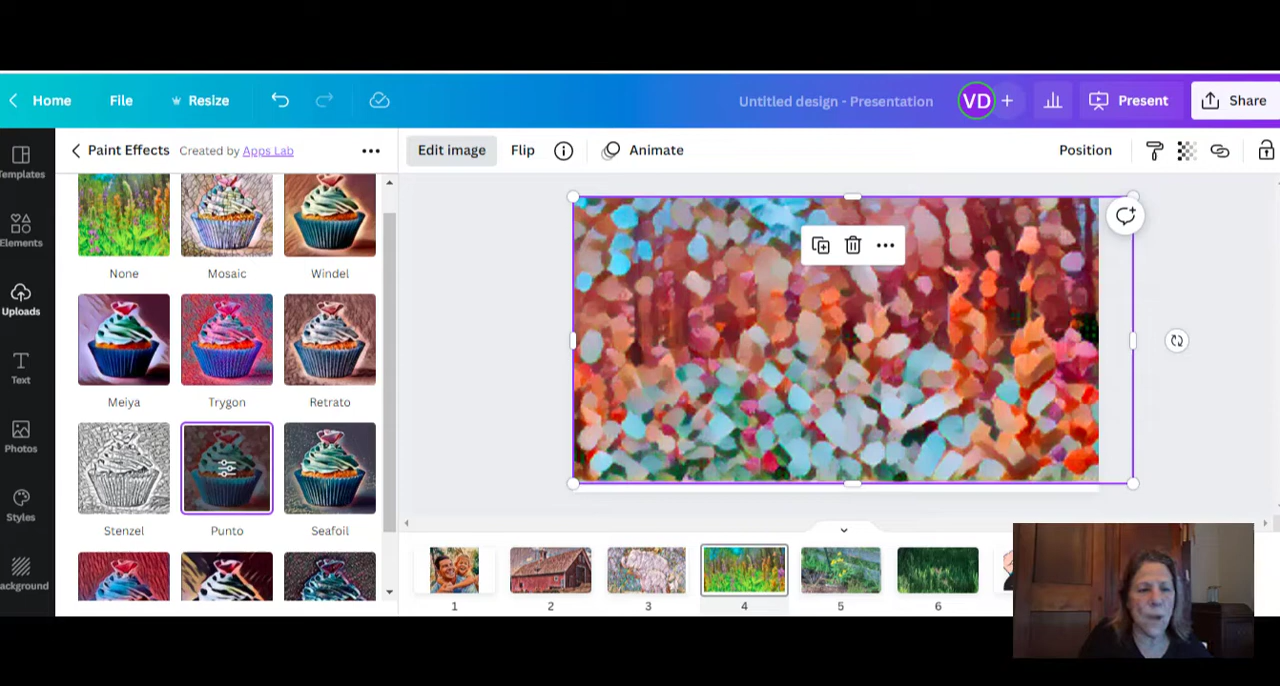 Home File Resize Untitled design - Presentation VD + Present Share
Paint Effects Created by Apps Lab Edit image Flip Animate Position
Templates
Elements
Uploads
Text
Photos
Styles
ackground
None Mosaic Windel
Meiya Trygon Retrato
Stenzel Punto Seafoil
1 2 3 4 5 6